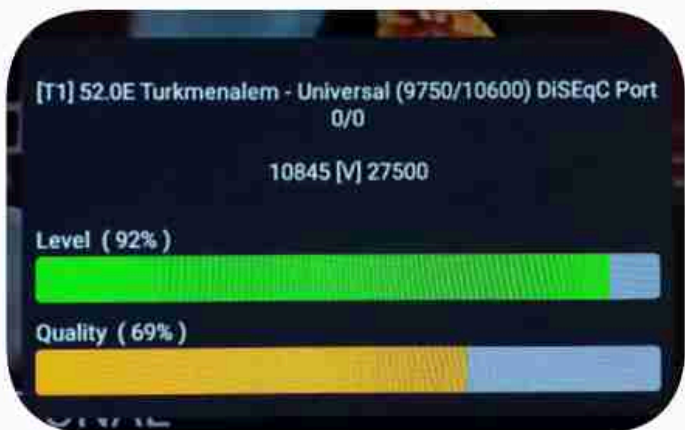 [T1] 52.0E Turkmenalem - Universal (9750/10600) DiSEqC Port
0/0
10845 [V] 27500
Level ( 92% )
Quality ( 69% )